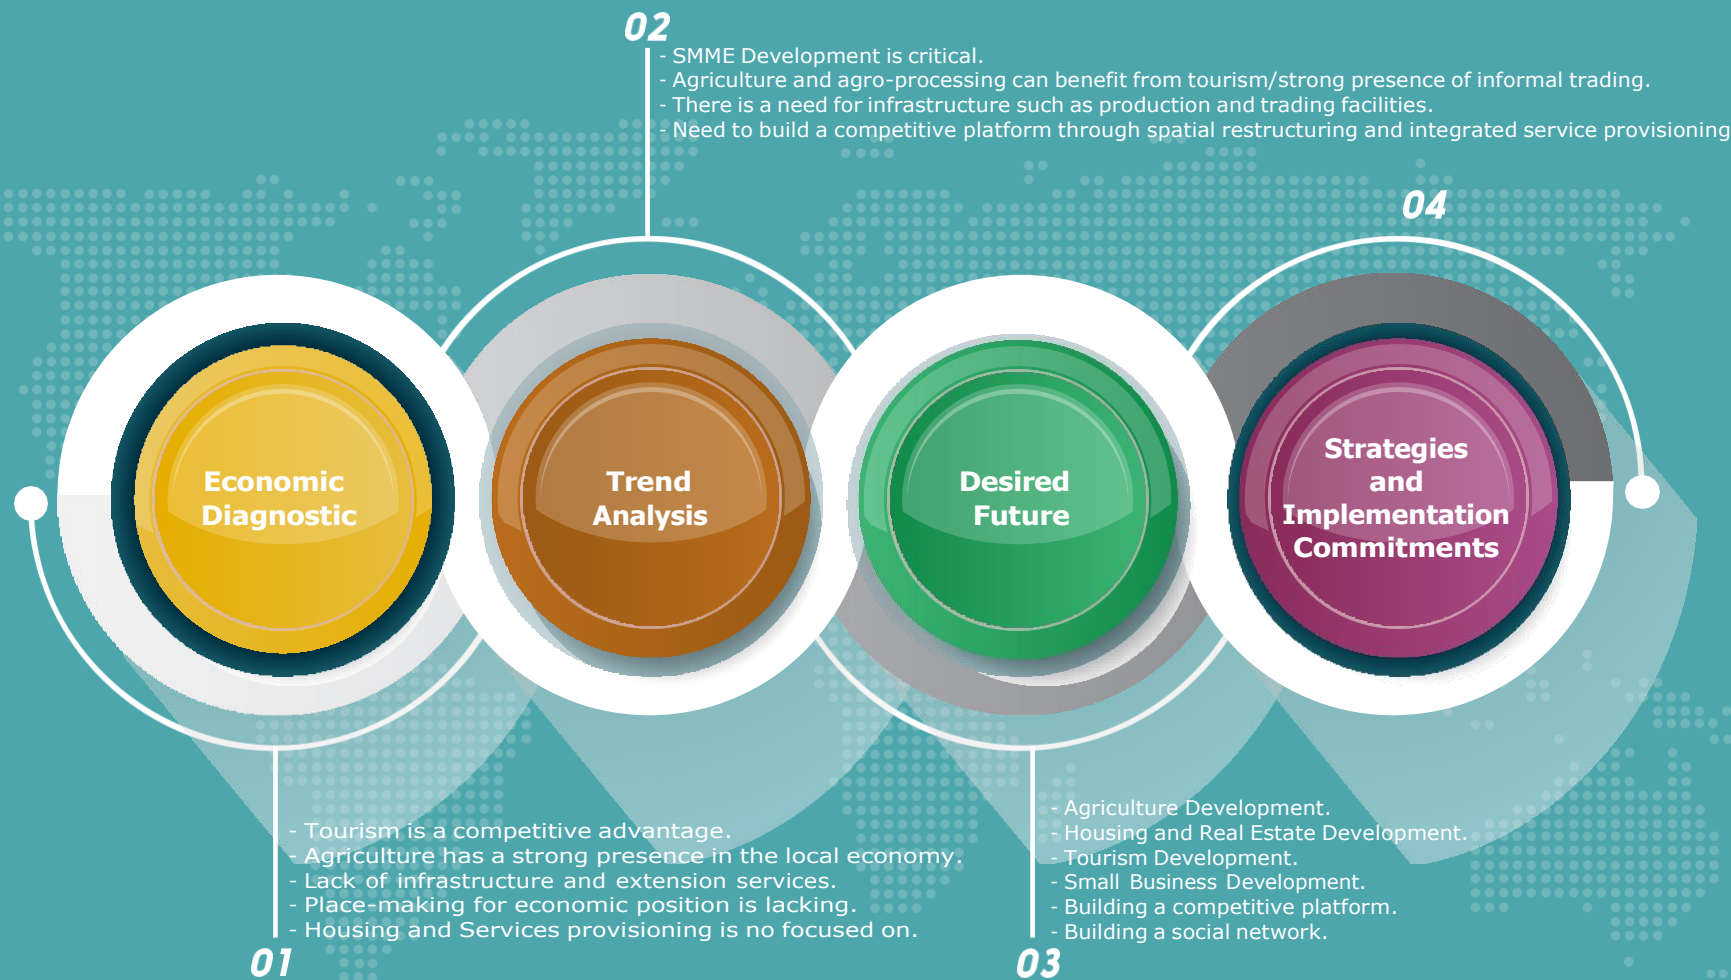 02
- SMME Development is critical.
- Agriculture and agro-processing can benefit from tourism/strong presence of informal trading.
- There is a need for infrastructure such as production and trading facilities.
- Need to build a competitive platform through spatial restructuring and integrated service provisioning
04
Economic
Diagnostic
Trend
Analysis
Desired
Future
Strategies
and
Implementation
Commitments
- Tourism is a competitive advantage.
- Agriculture has a strong presence in the local economy.
- Lack of infrastructure and extension services.
- Place-making for economic position is lacking.
- Housing and Services provisioning is no focused on.
01
- Agriculture Development.
- Housing and Real Estate Development.
- Tourism Development.
- Small Business Development.
- Building a competitive platform.
- Building a social network.
03